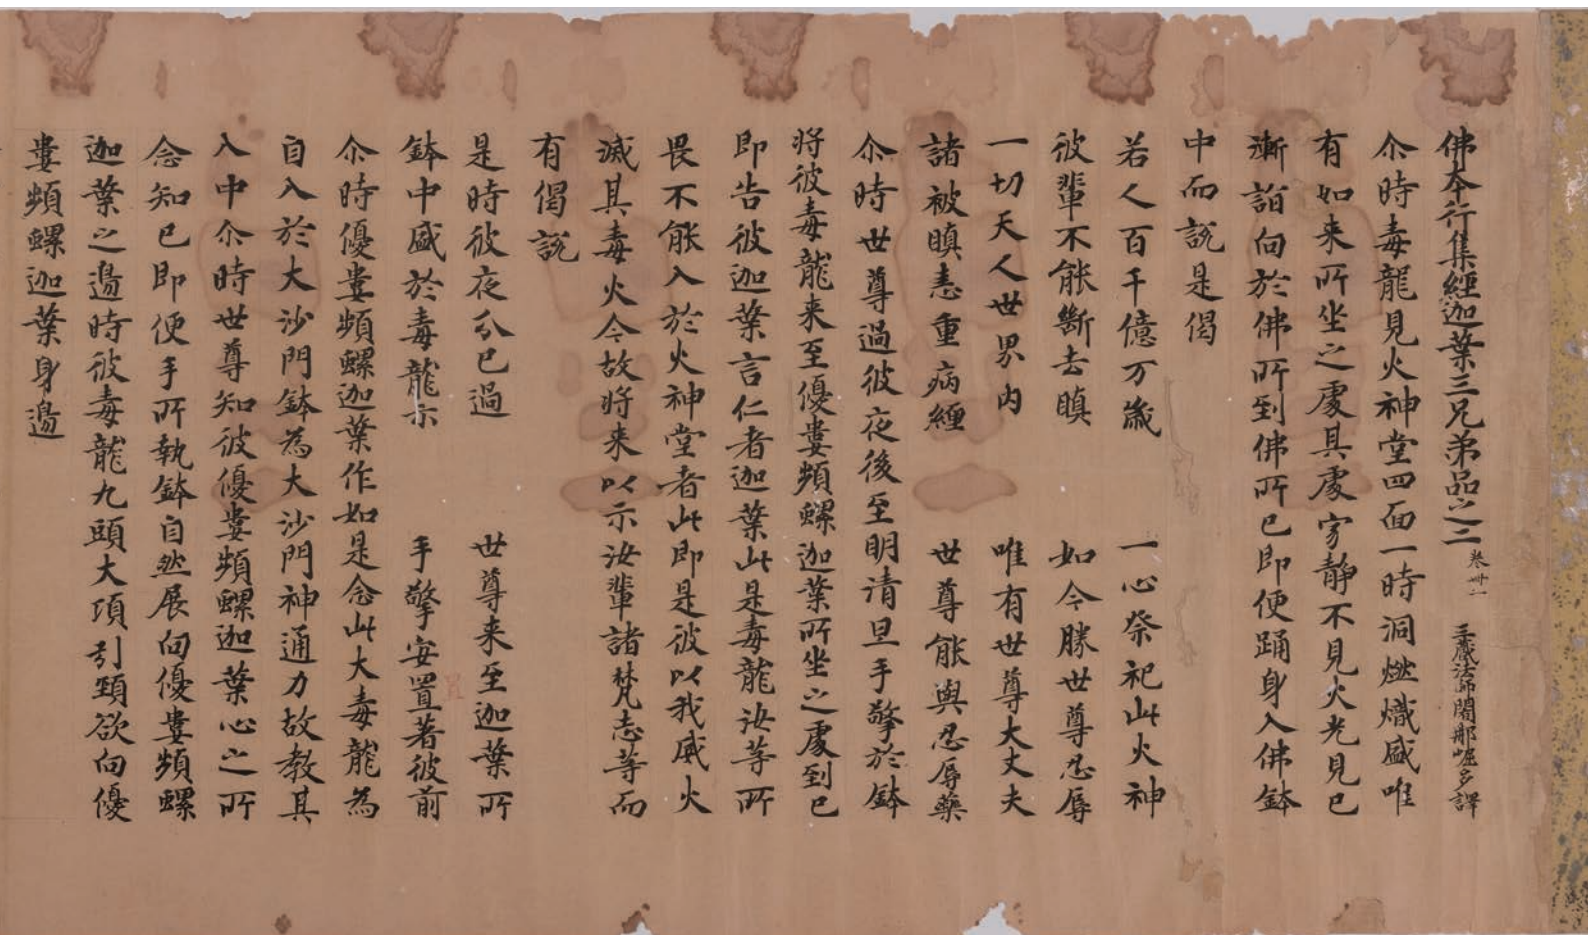 佛本行集經迦葉三兄弟品之二 卷卌一 三藏法師闍那崛多譯
尒時毒龍見火神堂四面一時洞燃熾盛唯
有如来所坐之處其處家静不見火光見已
漸詣向於佛所到佛所已即便踊身入佛鉢
中而說是偈
若人百千億万歲 一心祭祀此火神
彼輩不能斷去瞋 如今勝世尊忍辱
一切天人世界内 唯有世尊大丈夫
諸被瞋恚重病纏 世尊能與忍辱藥
尒時世尊過彼夜後至明清旦手擎於鉢
將彼毒龍来至優婁頻螺迦葉所坐之處到已
即告彼迦葉言仁者迦葉此是毒龍汝等所
畏不能入於火神堂者此即是彼以我威火
滅其毒火今故將来以示汝輩諸梵志等而
有偈說
是時彼夜分已過 世尊来至迦葉所
鉢中盛於毒龍示 手擎安置著彼前
尒時優婁頻螺迦葉作如是念此大毒龍為
自入於大沙門鉢為大沙門神通力故教其
入中尒時世尊知彼優婁頻螺迦葉心之所
念知已即便手所執鉢自然展向優婁頻螺
迦葉之邊時彼毒龍九頭大項引頸欲向優
婁頻螺迦葉身邊